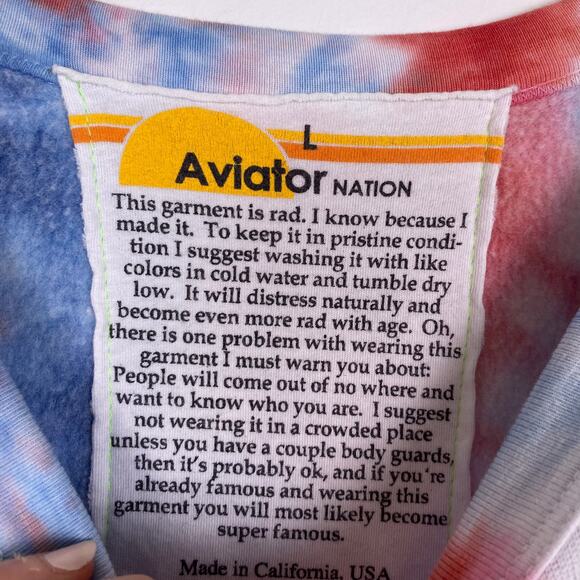 L
Aviator NATION
This garment is rad. I know because I
made it. To keep it in pristine condi-
tion I suggest washing it with like
colors in cold water and tumble dry
low. It will distress naturally and
become even more rad with age. Oh,
there is one problem with wearing this
garment I must warn you about:
People will come out of no where and
want to know who you are. I suggest
not wearing it in a crowded place
unless you have a couple body guards,
then it's probably ok, and if you're
already famous and wearing this
garment you will most likely become
super famous.
Made in California, USA